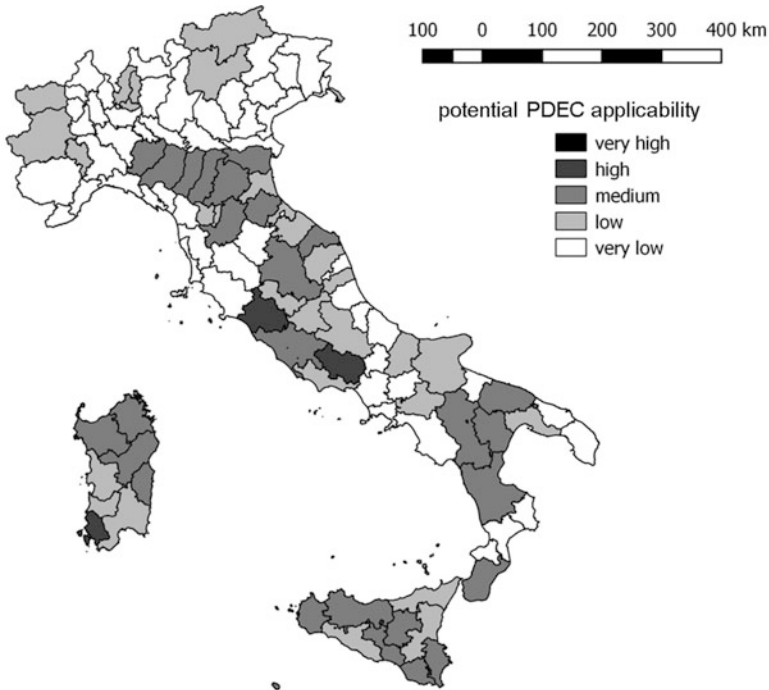 100 0 100 200 300 400 km
potential PDEC applicability
very high
high
medium
low
very low